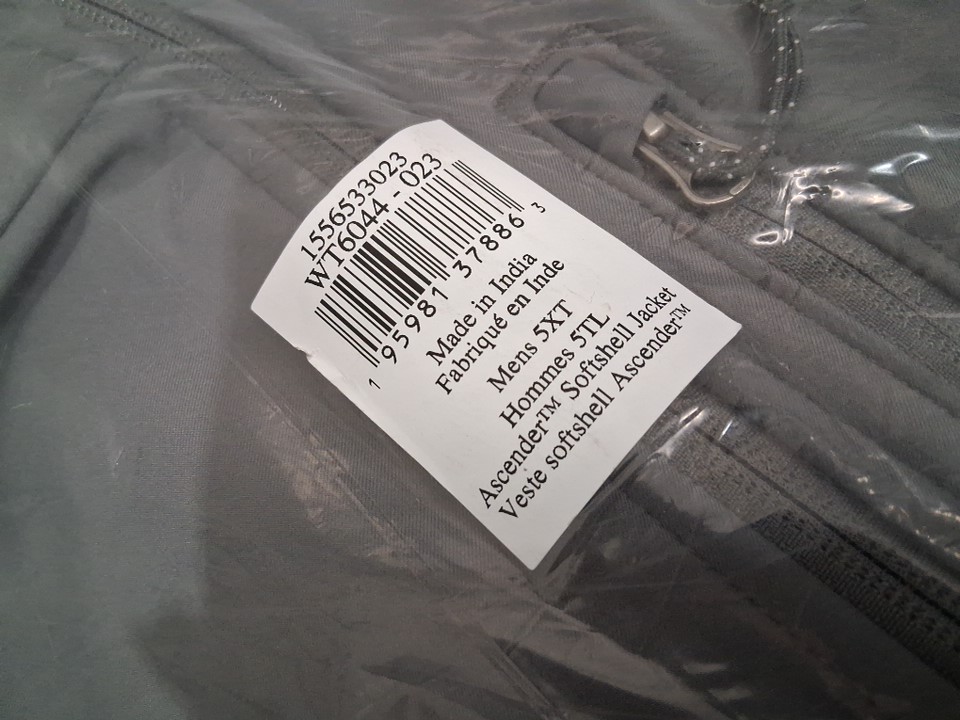 1556533023
WT6044 - 023
1 95981 37886 3
Made in India
Fabriqué en Inde
Mens 5XT
Hommes 5TL
Ascender™ Softshell Jacket
Veste softshell Ascender™